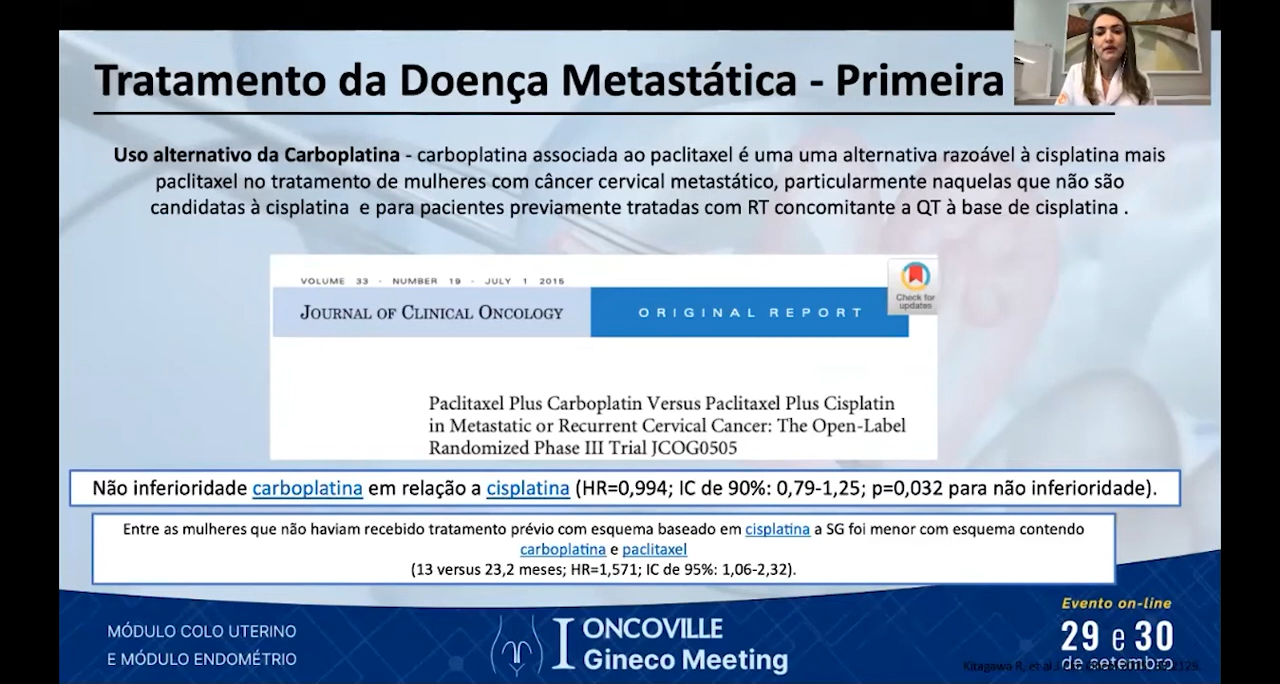 Tratamento da Doença Metastática - Primeira
Uso alternativo da Carboplatina - carboplatina associada ao paclitaxel é uma uma alternativa razoável à cisplatina mais
paclitaxel no tratamento de mulheres com câncer cervical metastático, particularmente naquelas que não são
candidatas à cisplatina e para pacientes previamente tratadas com RT concomitante a QT à base de cisplatina .
VOLUME 33 · NUMBER 19 · JULY 1 2015
Check for
updates
JOURNAL OF CLINICAL ONCOLOGY
ORIGINAL REPORT
Paclitaxel Plus Carboplatin Versus Paclitaxel Plus Cisplatin
in Metastatic or Recurrent Cervical Cancer: The Open-Label
Randomized Phase III Trial JCOG0505
Não inferioridade carboplatina em relação a cisplatina (HR=0,994; IC de 90%: 0,79-1,25; p=0,032 para não inferioridade).
Entre as mulheres que não haviam recebido tratamento prévio com esquema baseado em cisplatina a SG foi menor com esquema contendo
carboplatina e paclitaxel
(13 versus 23,2 meses; HR=1,571; IC de 95%: 1,06-2,32).
MÓDULO COLO UTERINO
E MÓDULO ENDOMÉTRIO
I ONCOVILLE
Gineco Meeting
Evento on-line
29 e 30
de setembro
Kitagawa R, et al.